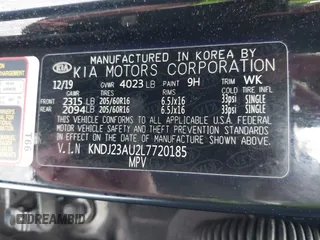 MANUFACTURED IN KOREA BY
KIA KIA MOTORS CORPORATION
12/19 GVWR 4023 LB PAINT 9H TRIM WK
GAWR TIRES RIMS COLD TIRE
FRONT 2315 LB 205/60R16 6.5Jx16 33psi SINGLE
REAR 2094 LB 205/60R16 6.5Jx16 33psi SINGLE
THIS VEHICLE CONFORMS TO ALL APPLICABLE
FEDERAL MOTOR VEHICLE SAFETY, BUMPER,
AND THEFT PREVENTION STANDARDS IN
EFFECT ON THE DATE OF MANUFACTURE
SHOWN ABOVE.
V.I.N KNDJ23AU2L7720185
MPV
DREAMBID